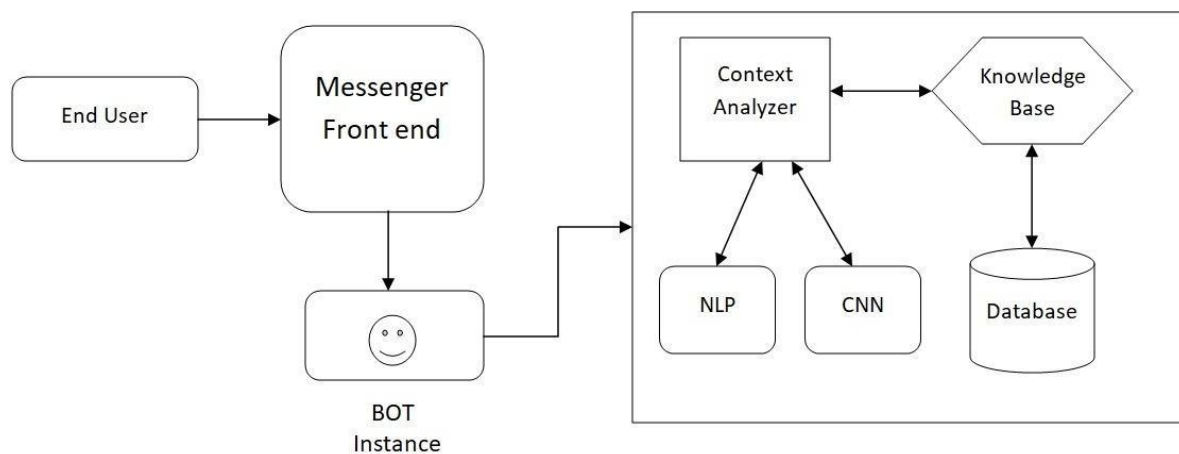 End User
Messenger
Front end
BOT
Instance
Context
Analyzer
Knowledge
Base
NLP
CNN
Database